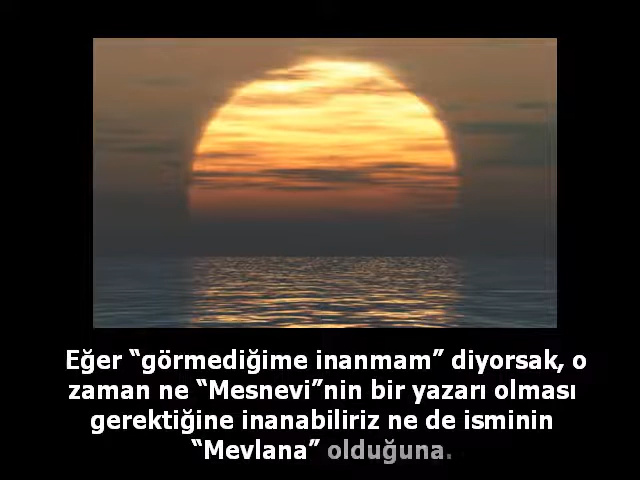 Eğer “görmediğime inanmam” diyorsak, o
zaman ne “Mesnevi”nin bir yazarı olması
gerektiğine inanabiliriz ne de isminin
“Mevlana” olduğuna.